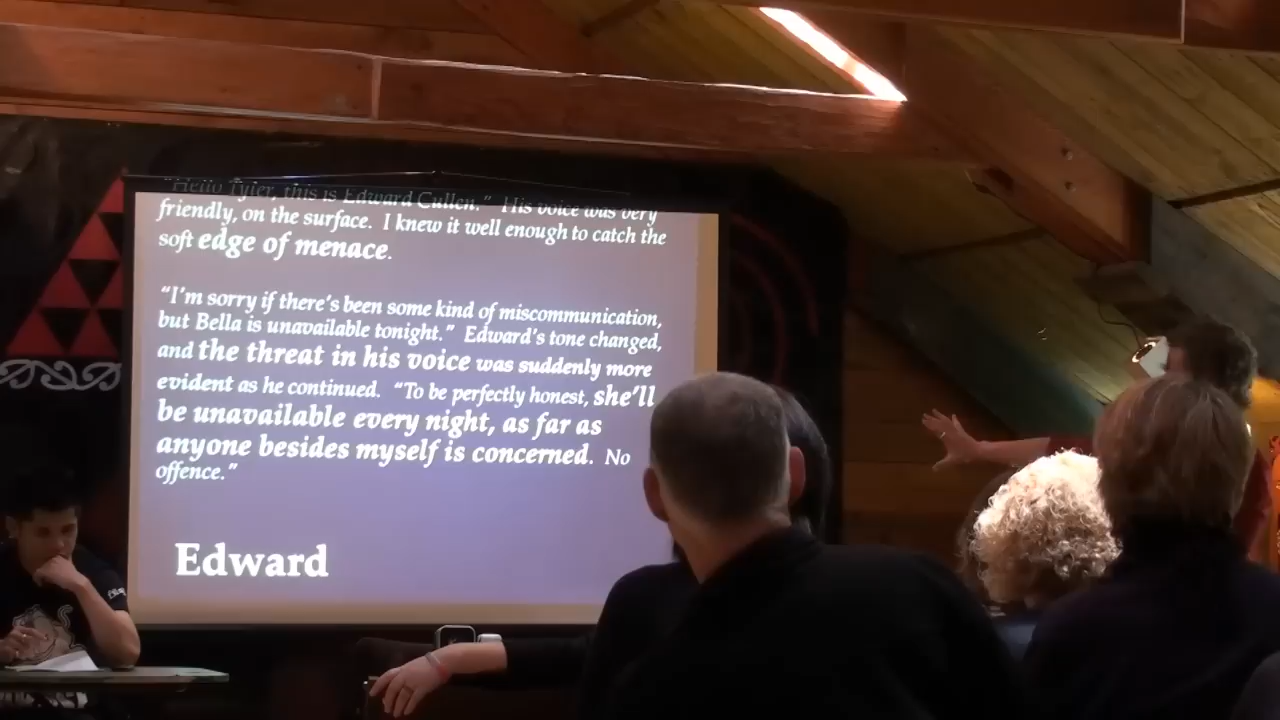 "Hello Tyler, this is Edward Cullen." His voice was very
friendly, on the surface. I knew it well enough to catch the
soft edge of menace.
"I'm sorry if there's been some kind of miscommunication,
but Bella is unavailable tonight." Edward's tone changed,
and the threat in his voice was suddenly more
evident as he continued. "To be perfectly honest, she'll
be unavailable every night, as far as
anyone besides myself is concerned. No
offence."
Edward